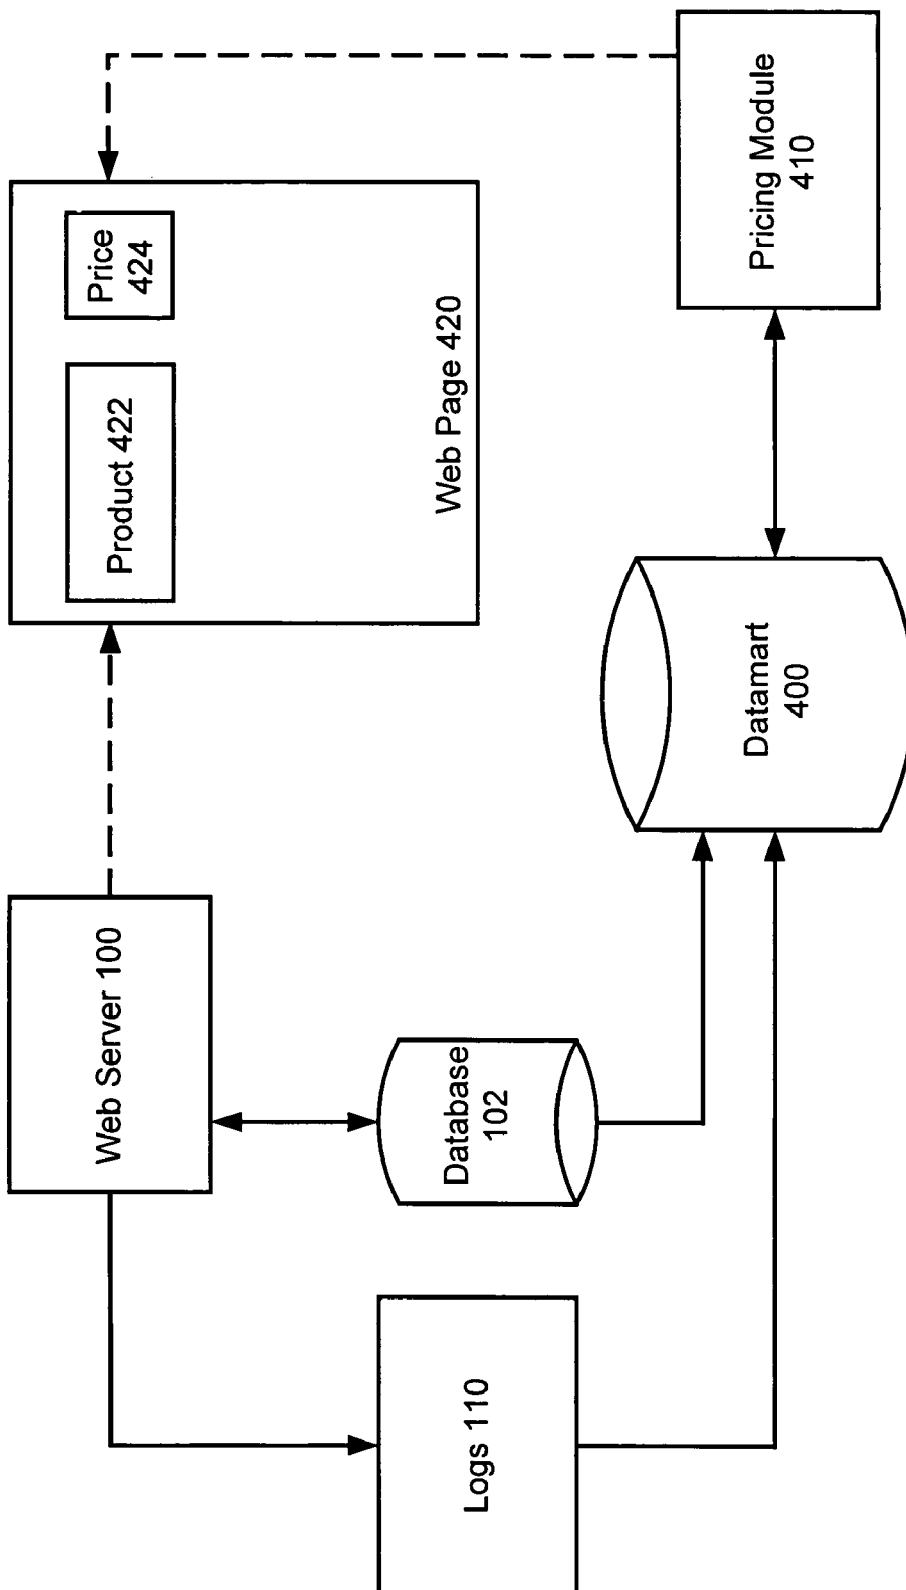 Web Server 100
Product 422
Price
424
Web Page 420
Logs 110
Database
102
Datamart
400
Pricing Module
410